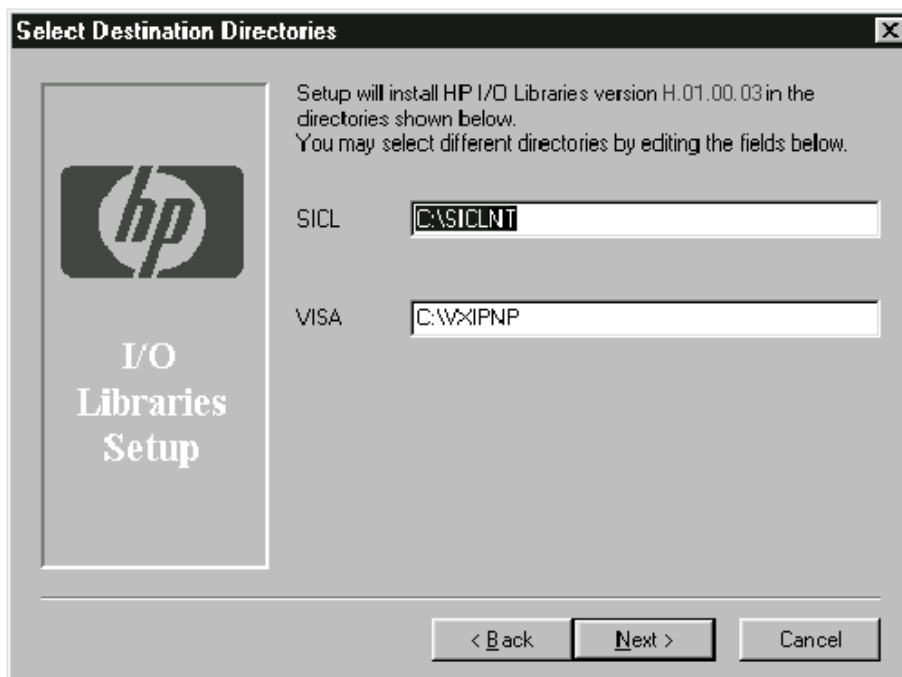 Select Destination Directories
Setup will install HP I/O Libraries version H.01.00.03 in the
directories shown below.
You may select different directories by editing the fields below.
hp
I/O
Libraries
Setup
SICL C:\SICLNT
VISA C:\VXIPNP
< Back Next > Cancel